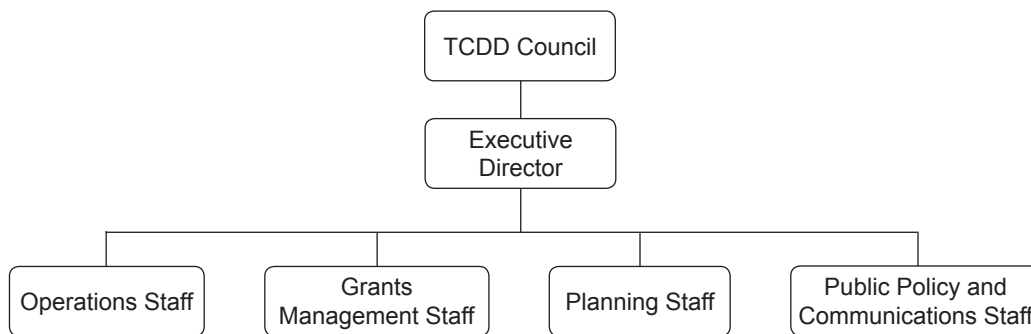 TCDD Council
Executive
Director
Operations Staff
Grants
Management Staff
Planning Staff
Public Policy and
Communications Staff